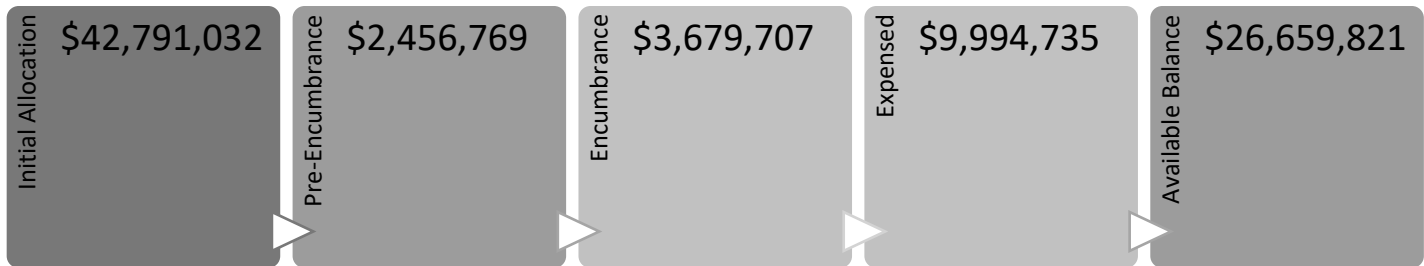 Initial Allocation
$42,791,032
Pre-Encumbrance
$2,456,769
Encumbrance
$3,679,707
Expensed
$9,994,735
Available Balance
$26,659,821